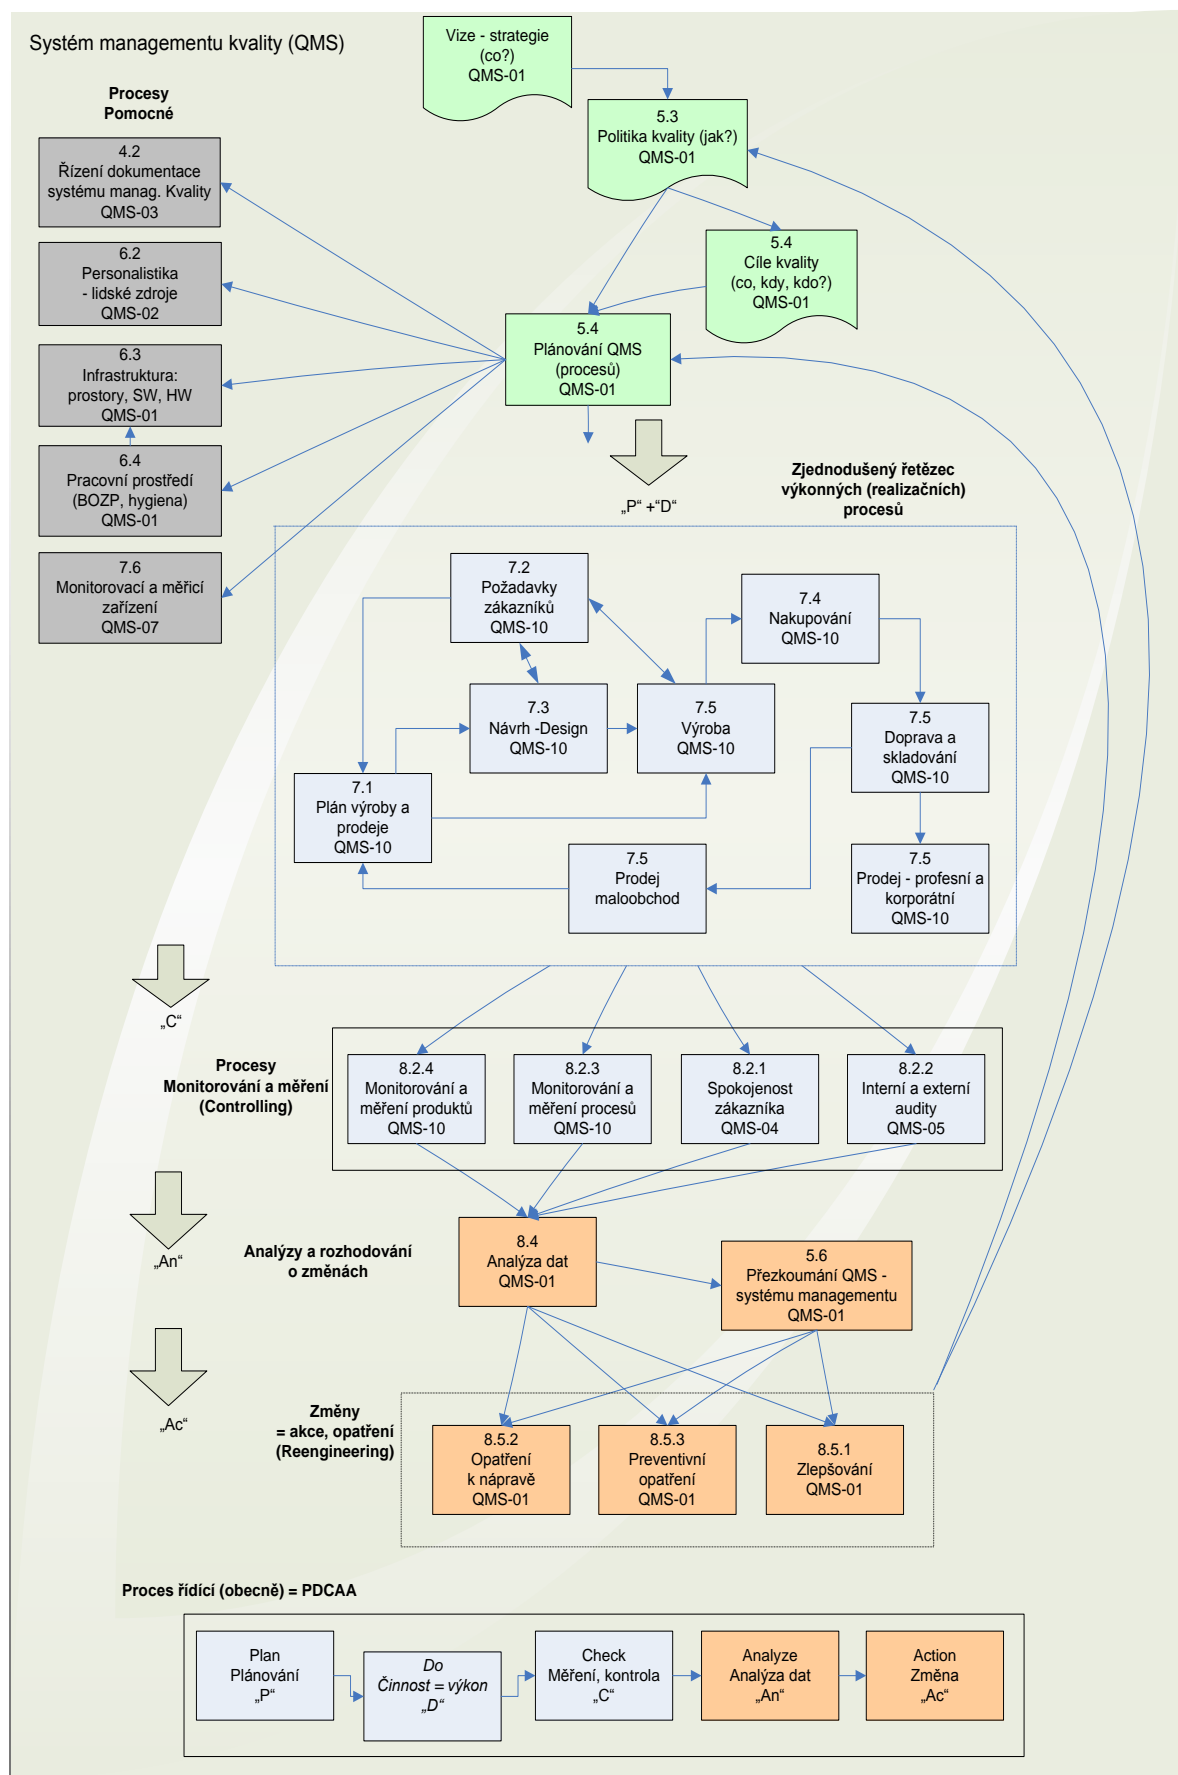 Systém managementu kvality (QMS)
Vize - strategie
(co?)
QMS-01
Procesy
Pomocné
5.3
Politika kvality (jak?)
QMS-01
4.2
Řízení dokumentace
systému manag. Kvality
QMS-03
5.4
Cíle kvality
(co, kdy, kdo?)
QMS-01
6.2
Personalistika
- lidské zdroje
QMS-02
5.4
Plánování QMS
(procesů)
QMS-01
6.3
Infrastruktura:
prostory, SW, HW
QMS-01
6.4
Pracovní prostředí
(BOZP, hygiena)
QMS-01
Zjednodušený řetězec
výkonných (realizačních)
procesů
„P“ +“D“
7.6
Monitorovací a měřicí
zařízení
QMS-07
7.2
Požadavky
zákazníků
QMS-10
7.4
Nakupování
QMS-10
7.3
Návrh -Design
QMS-10
7.5
Výroba
QMS-10
7.5
Doprava a
skladování
QMS-10
7.1
Plán výroby a
prodeje
QMS-10
7.5
Prodej
maloobchod
7.5
Prodej - profesní a
korporátní
QMS-10
„C“
Procesy
Monitorování a měření
(Controlling)
8.2.4
Monitorování a
měření produktů
QMS-10
8.2.3
Monitorování a
měření procesů
QMS-10
8.2.1
Spokojenost
zákazníka
QMS-04
8.2.2
Interní a externí
audity
QMS-05
„An“
Analýzy a rozhodování
o změnách
8.4
Analýza dat
QMS-01
5.6
Přezkoumání QMS -
systému managementu
QMS-01
„Ac“
Změny
= akce, opatření
(Reengineering)
8.5.2
Opatření
k nápravě
QMS-01
8.5.3
Preventivní
opatření
QMS-01
8.5.1
Zlepšování
QMS-01
Proces řídící (obecně) = PDCAA
Plan
Plánování
„P“
Do
Činnost = výkon
„D“
Check
Měření, kontrola
„C“
Analyze
Analýza dat
„An“
Action
Změna
„Ac“